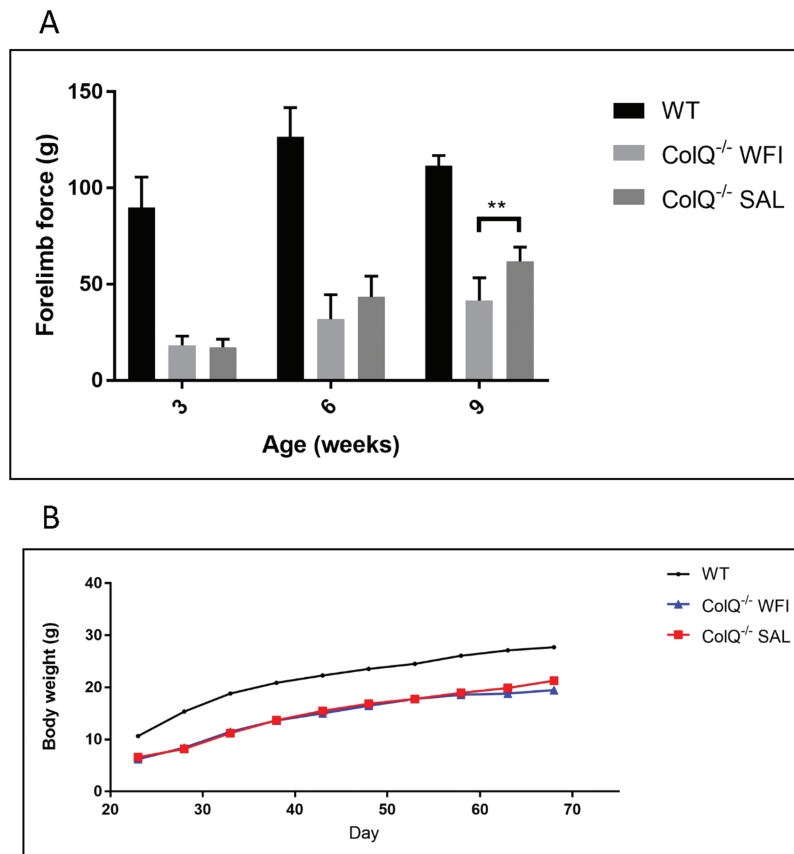 A
150
100
50
0
Forelimb force (g)
3
6
9
Age (weeks)
**
WT
ColQ-/- WFI
ColQ-/- SAL
B
40
30
20
10
0
Body weight (g)
20
30
40
50
60
70
Day
WT
ColQ-/- WFI
ColQ-/- SAL